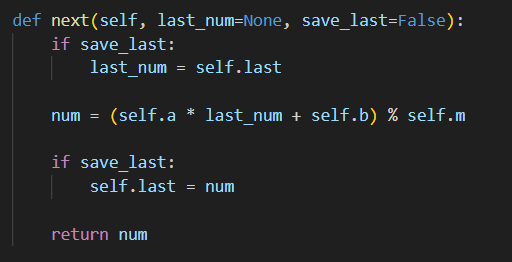 def next(self, last_num=None, save_last=False):
    if save_last:
        last_num = self.last

    num = (self.a * last_num + self.b) % self.m

    if save_last:
        self.last = num

    return num